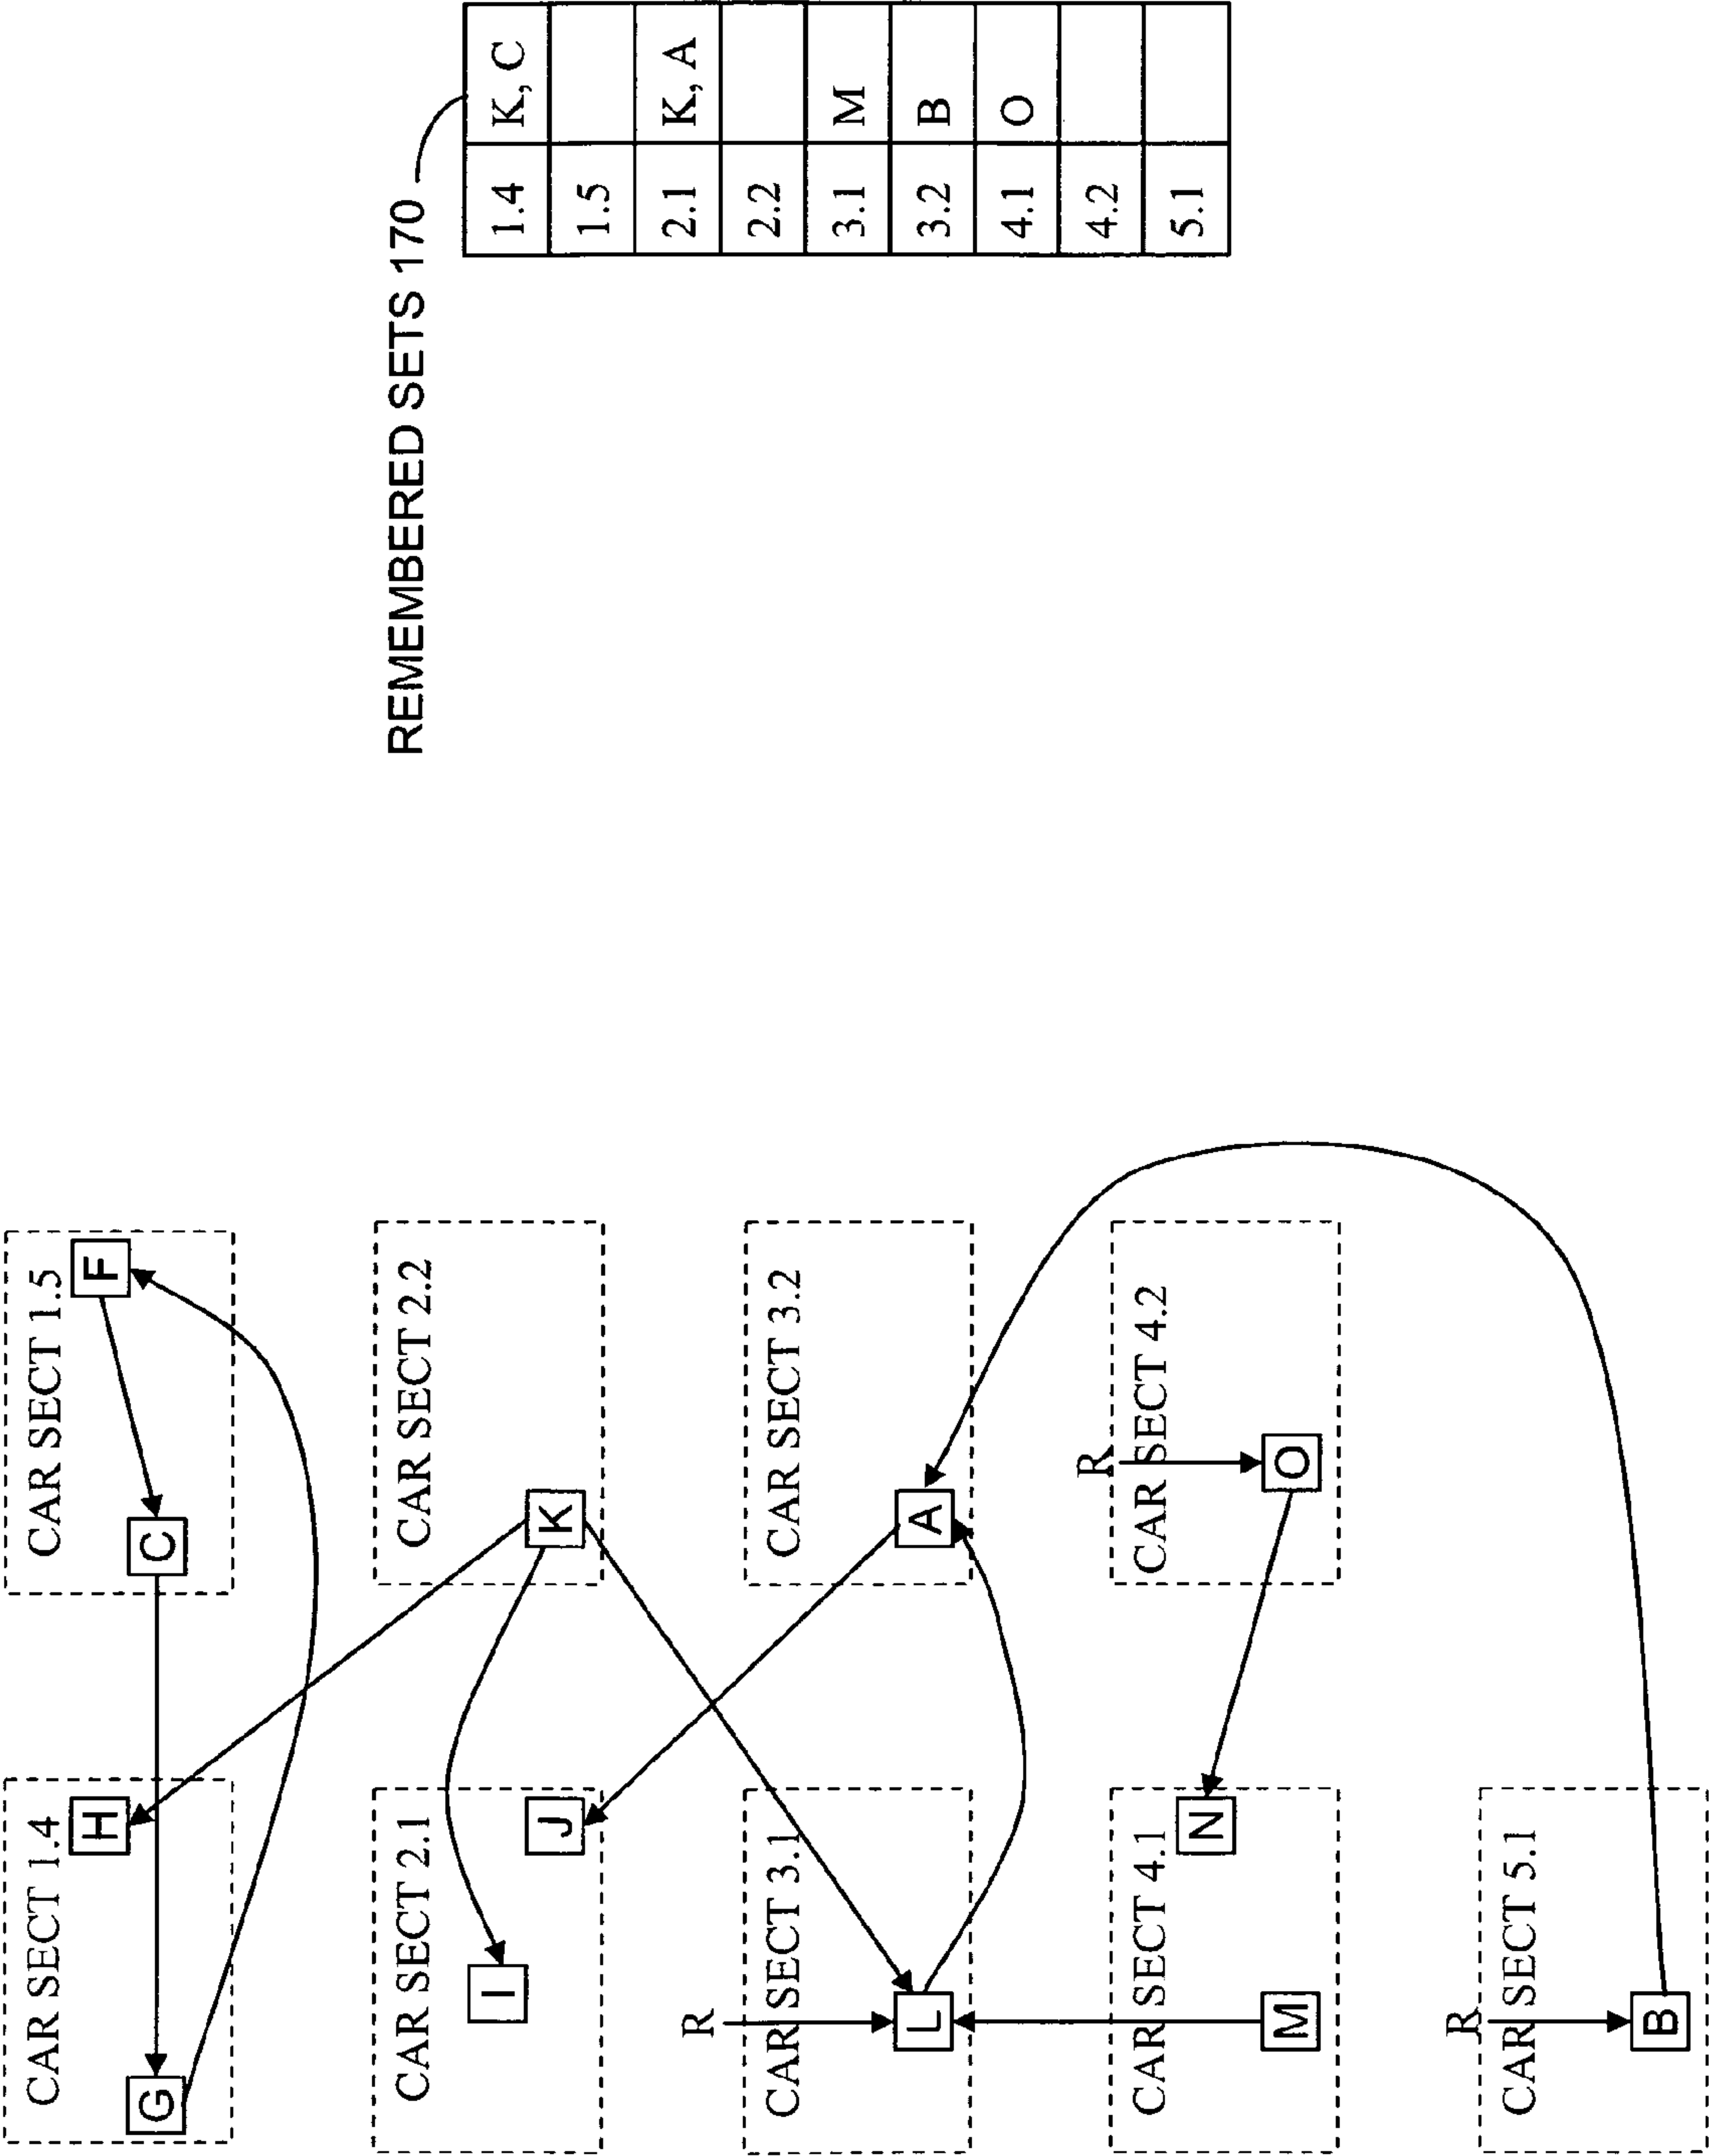 CAR SECT 1.4
H
G
CAR SECT 1.5
F
C
CAR SECT 2.1
I
J
CAR SECT 2.2
K
R
CAR SECT 3.1
L
CAR SECT 3.2
A
CAR SECT 4.1
N
M
R
CAR SECT 4.2
O
R
CAR SECT 5.1
B
REMEMBERED SETS 170
1.4 K, C
1.5
2.1 K, A
2.2
3.1 M
3.2 B
4.1 O
4.2
5.1